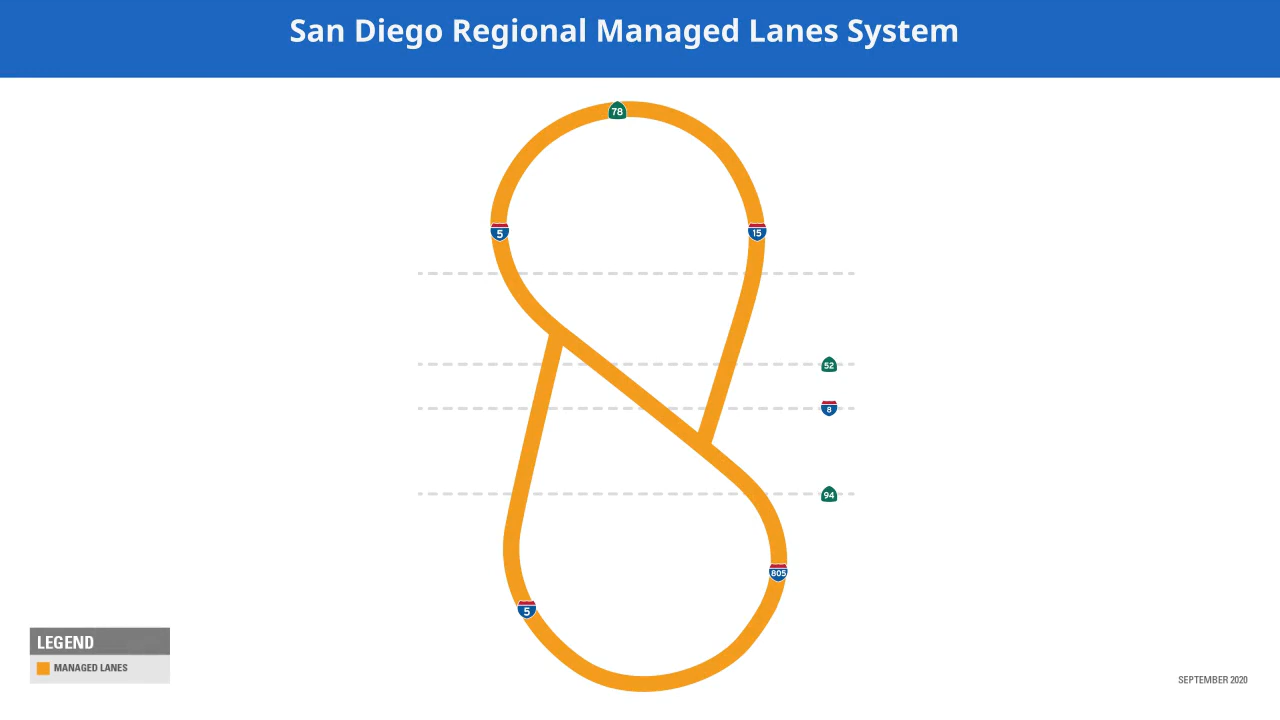 San Diego Regional Managed Lanes System
78
5
15
52
8
94
805
5
LEGEND
MANAGED LANES
SEPTEMBER 2020